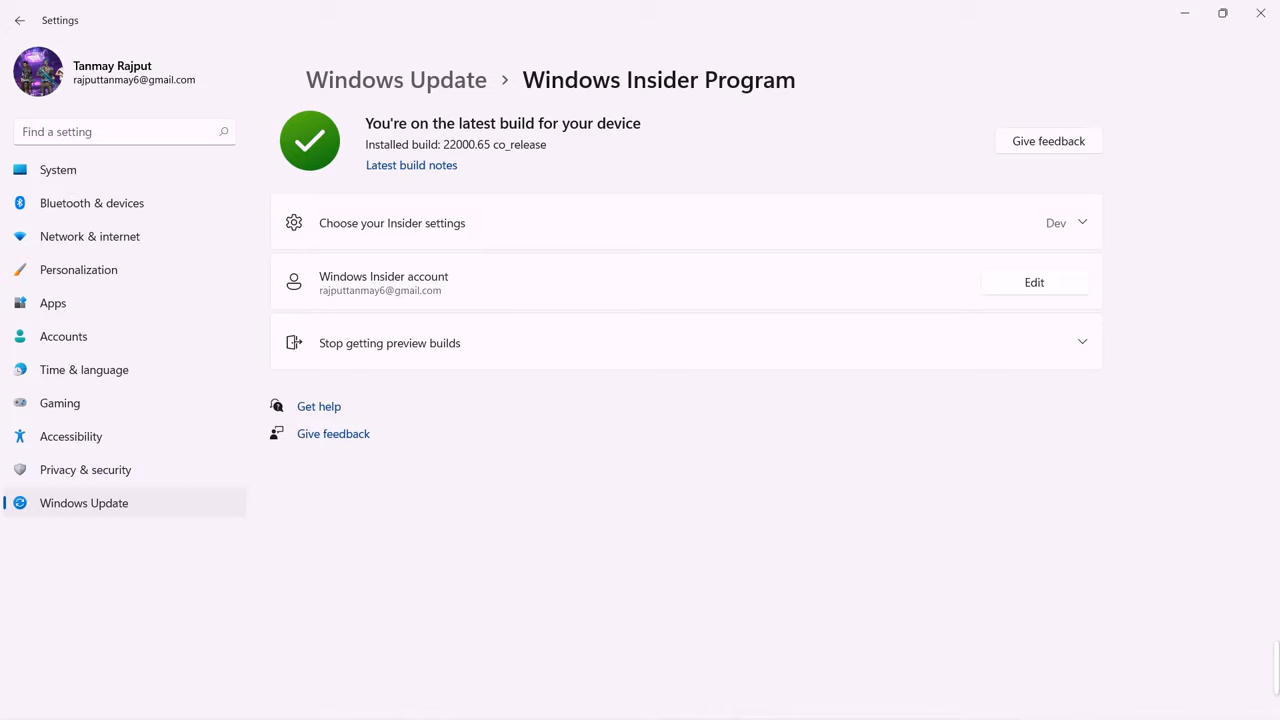 Settings
Tanmay Rajput
rajputtanmay6@gmail.com
Find a setting
System
Bluetooth & devices
Network & internet
Personalization
Apps
Accounts
Time & language
Gaming
Accessibility
Privacy & security
Windows Update
Windows Update › Windows Insider Program
You're on the latest build for your device
Installed build: 22000.65 co_release
Latest build notes
Give feedback
Choose your Insider settings
Dev
Windows Insider account
rajputtanmay6@gmail.com
Edit
Stop getting preview builds
Get help
Give feedback